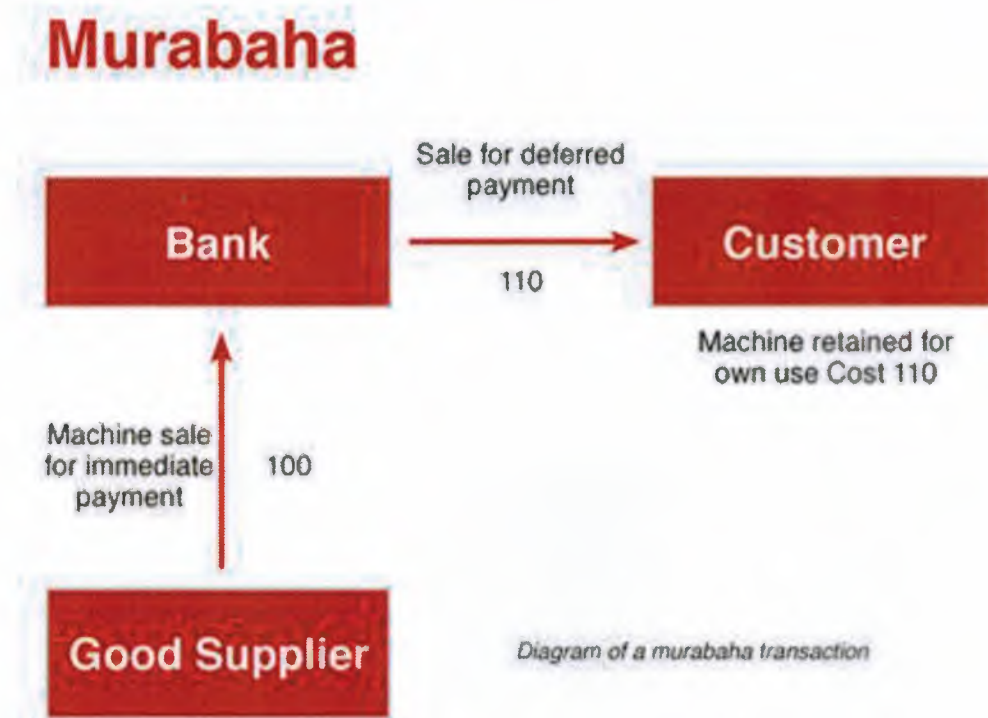 Murabaha
Sale for deferred
payment
Bank
Customer
110
Machine retained for
own use Cost 110
Machine sale
for immediate
payment
100
Good Supplier
Diagram of a murabaha transaction